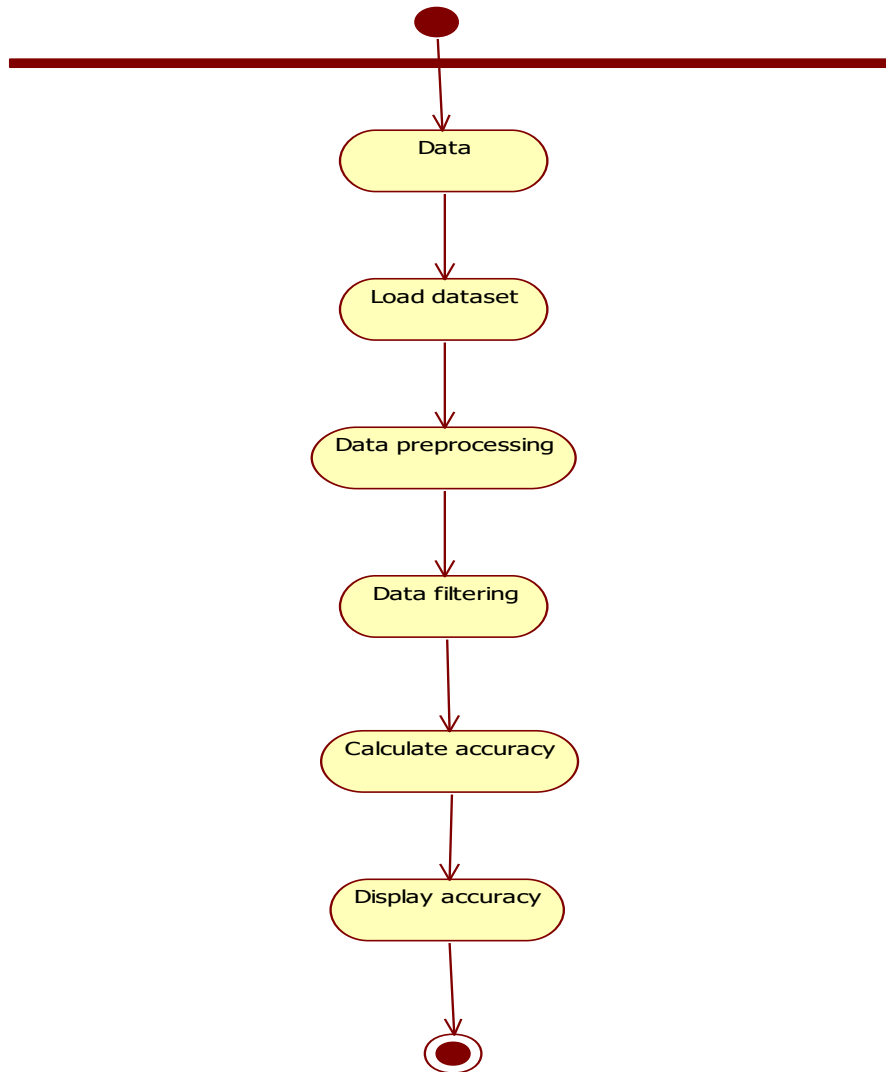 Data
Load dataset
Data preprocessing
Data filtering
Calculate accuracy
Display accuracy